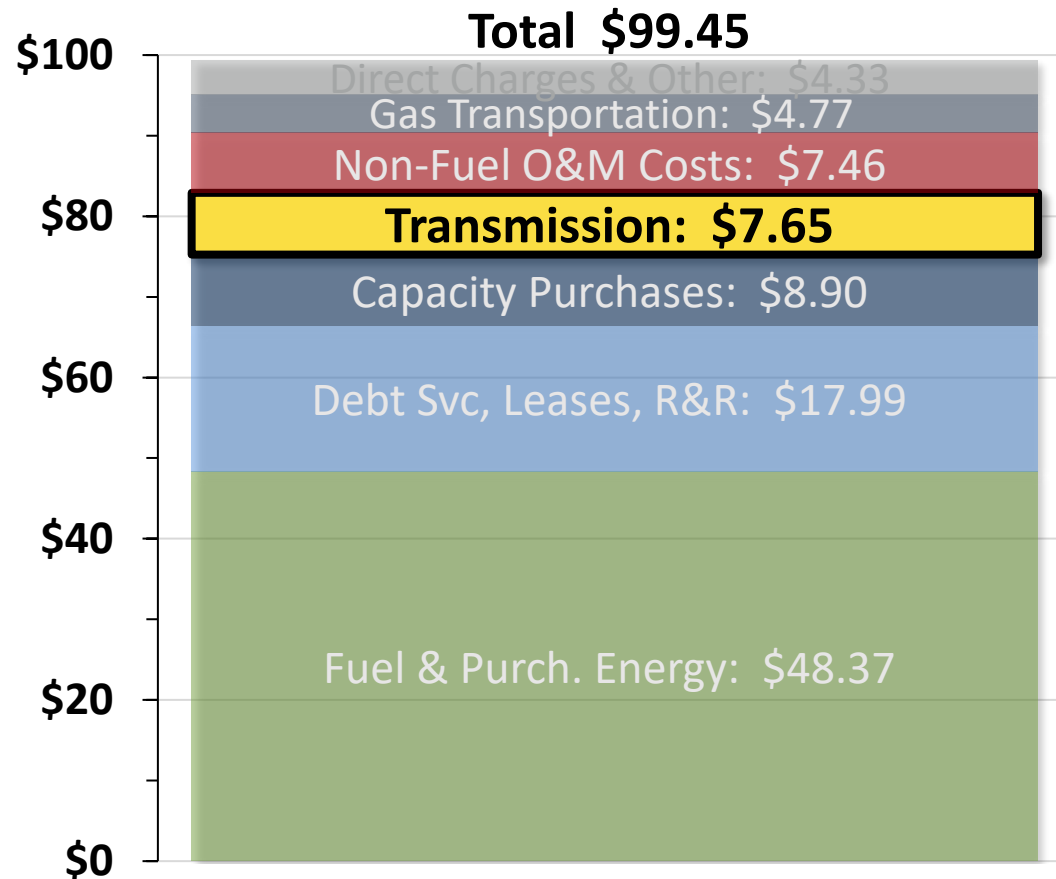 Total $99.45
$100
Direct Charges & Other: $4.33
Gas Transportation: $4.77
Non-Fuel O&M Costs: $7.46
$80
Transmission: $7.65
Capacity Purchases: $8.90
$60
Debt Svc, Leases, R&R: $17.99
$40
Fuel & Purch. Energy: $48.37
$20
$0